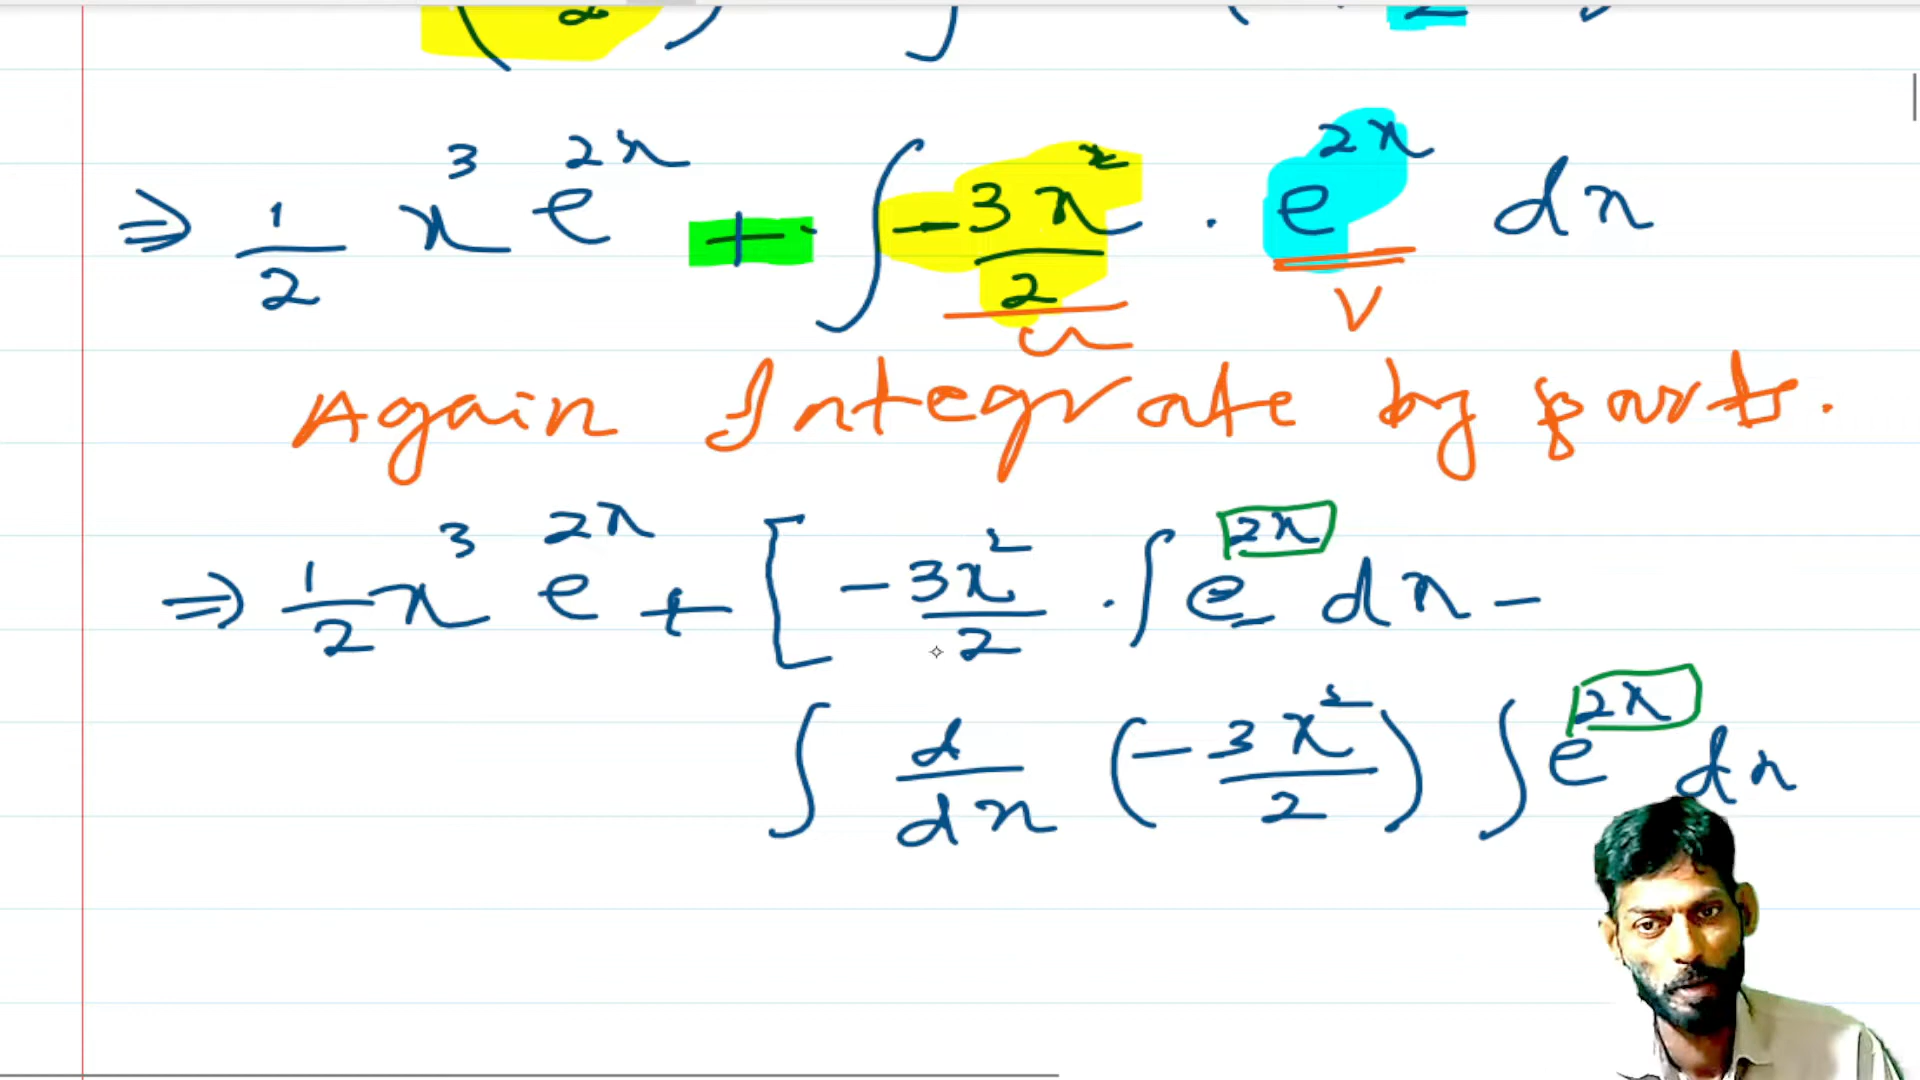 ⇒ 1/2 x³ e^2x + ∫ -3x²/2 · e^2x dx
u V
Again Integrate by parts.
⇒ 1/2 x³ e^2x + [ -3x²/2 · ∫ e^2x dx -
∫ d/dx (-3x²/2) ∫ e^2x dx